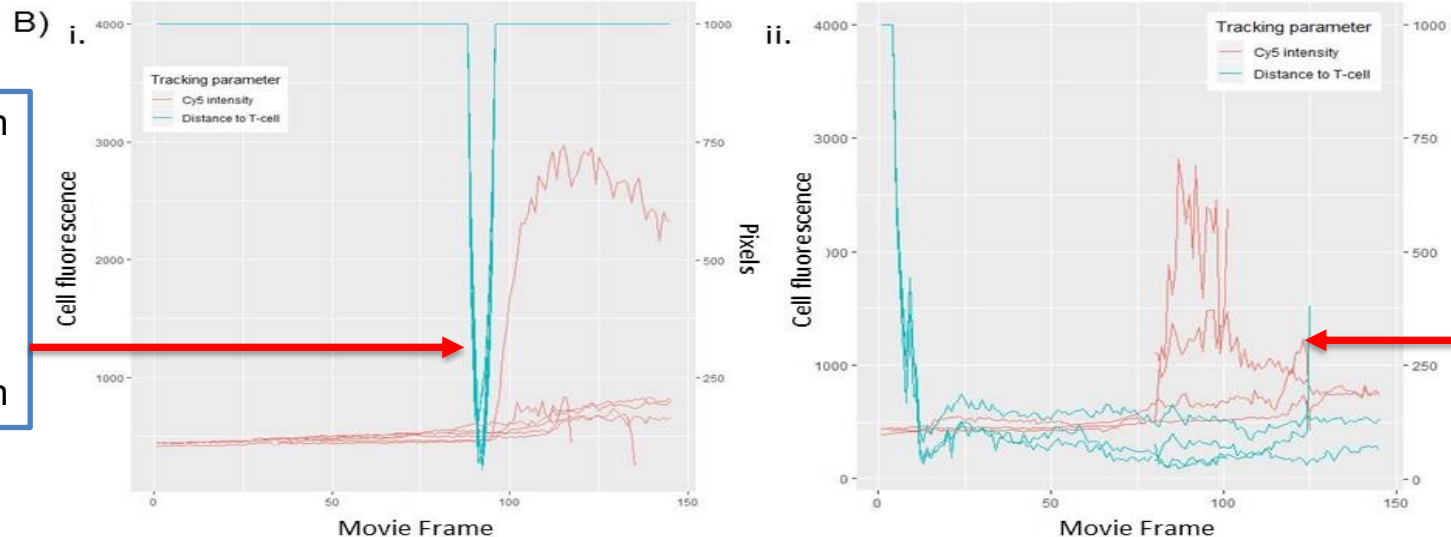 B) i.
4000
3000
2000
1000
1000
750
500
250
0
50
100
150
Tracking parameter
Cy5 intensity
Distance to T-cell
Cell fluorescence
Pixels
Movie Frame
ii.
4000
3000
1000
0
1000
750
500
250
0
0
50
100
150
Tracking parameter
Cy5 intensity
Distance to T-cell
Cell fluorescence
Movie Frame